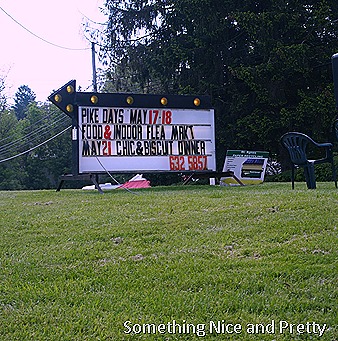 PIKE DAYS MAY 17-18
FOOD & INDOOR FLEA MRKT
MAY 21 CHIC & BISCUT DINNER
632 5857
Something Nice and Pretty